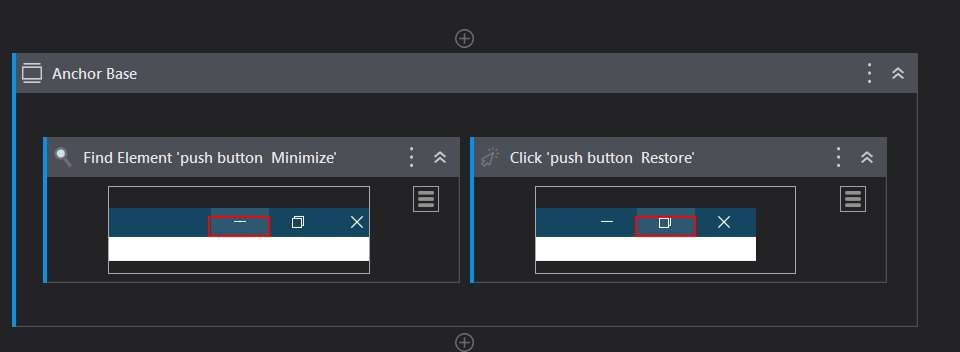 Anchor Base
Find Element 'push button  Minimize'
Click 'push button  Restore'